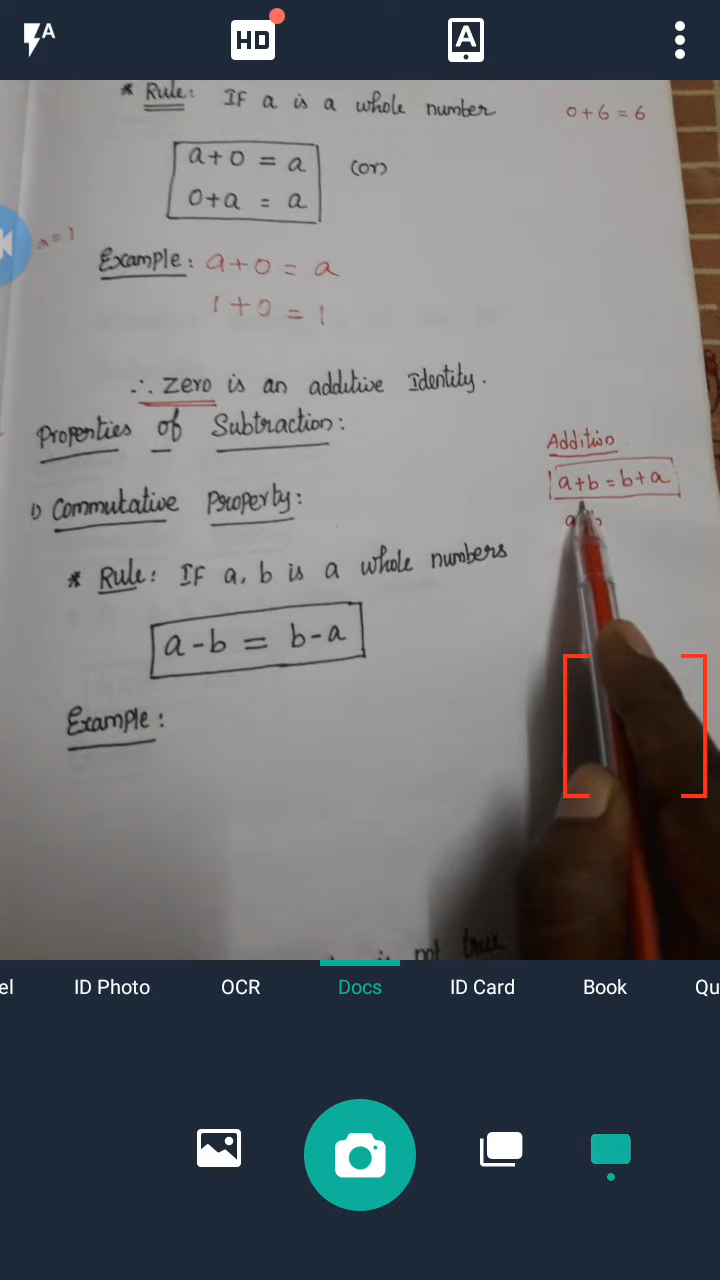 A
HD
A
* Rule: IF a is a whole number
0+6 = 6
a+0 = a (or)
0+a = a
a=1
Example: a+0 = a
1+0 = 1
∴ Zero is an additive Identity.
Properties of Subtraction:
Addition
a+b = b+a
a
1) Commutative Property:
* Rule: IF a, b is a whole numbers
a-b = b-a
Example:
is not true
el ID Photo OCR Docs ID Card Book Qu